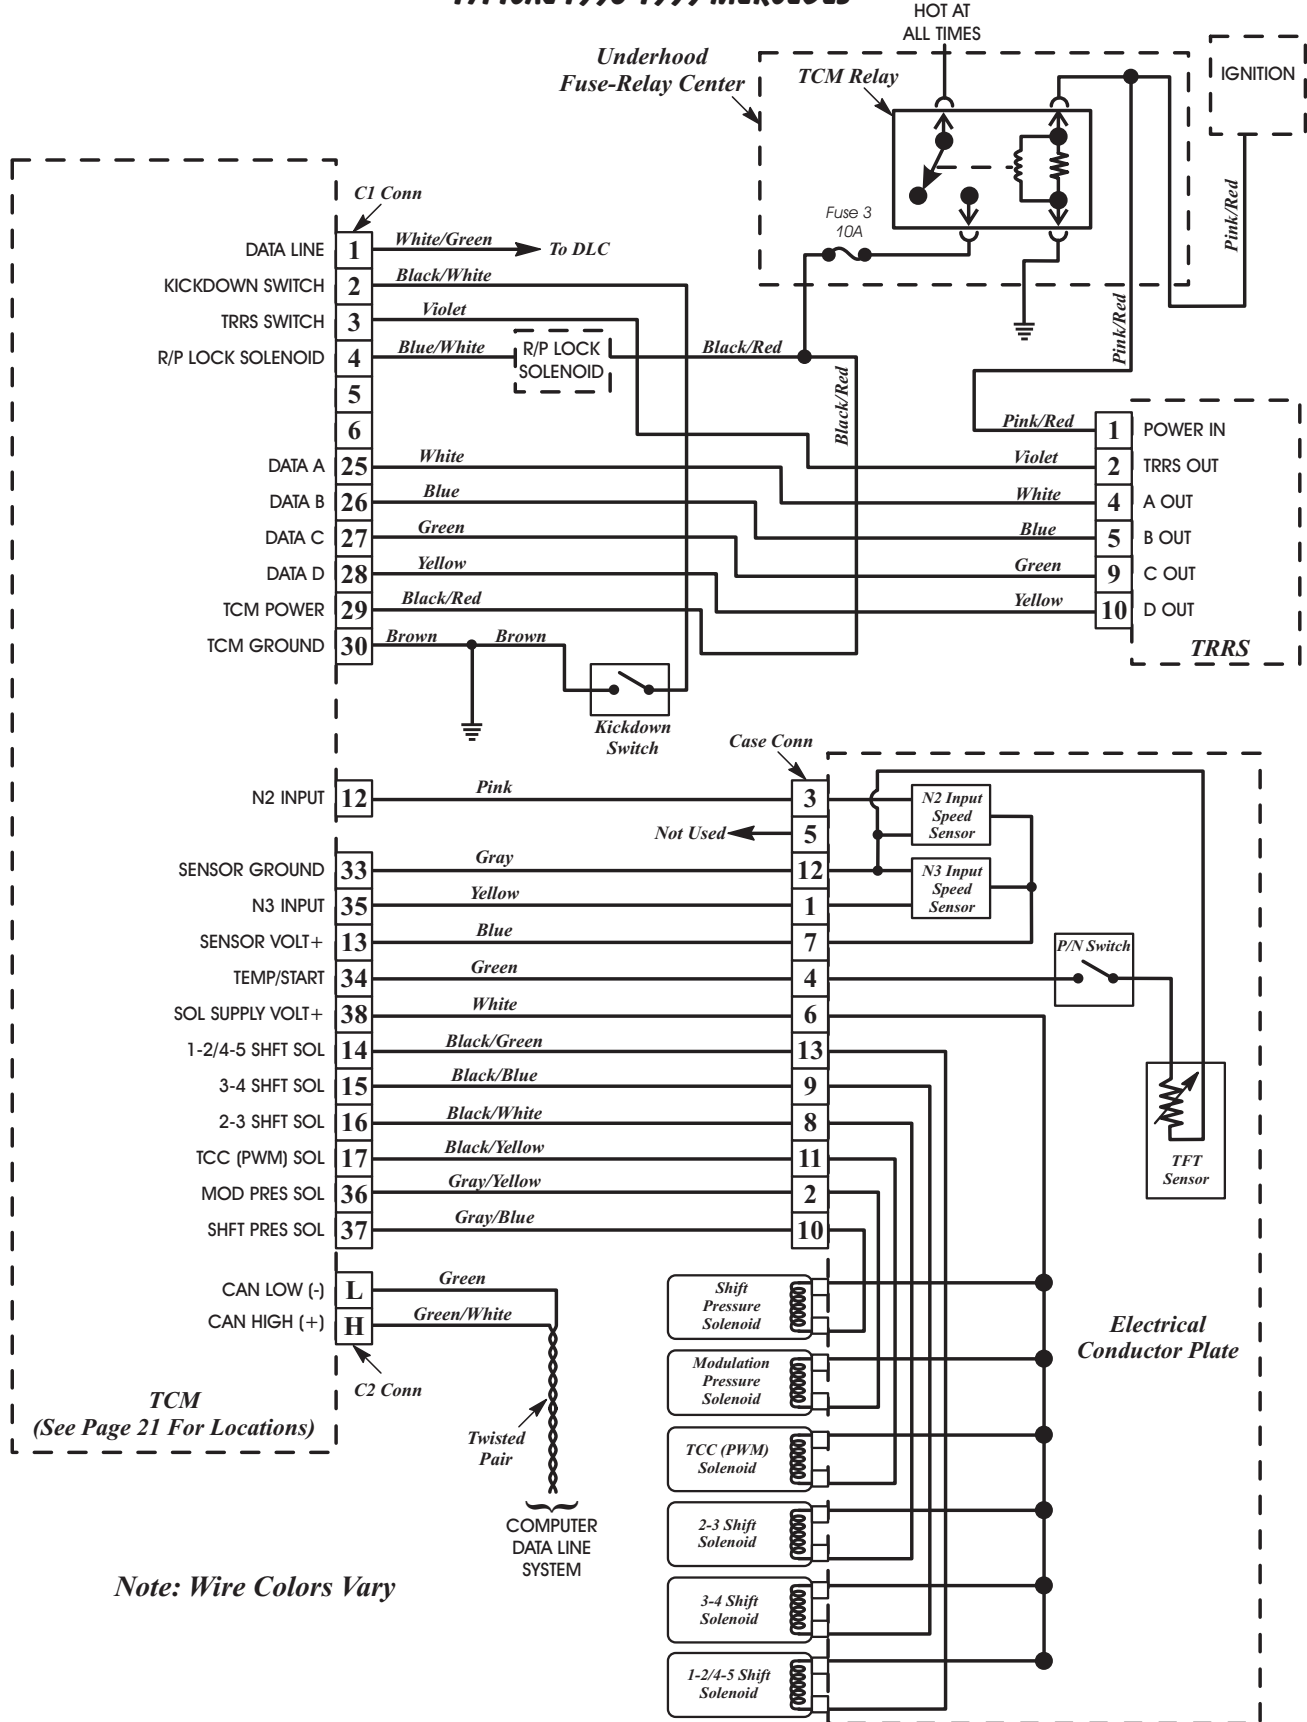 1998-1999 MERCEDES
HOT AT
ALL TIMES
Underhood
Fuse-Relay Center
TCM Relay
IGNITION
Fuse 3
10A
Pink/Red
Pink/Red
C1 Conn
DATA LINE 1 White/Green To DLC
KICKDOWN SWITCH 2 Black/White
TRRS SWITCH 3 Violet
R/P LOCK SOLENOID 4 Blue/White
R/P LOCK
SOLENOID
Black/Red
Black/Red
5
6
DATA A 25 White
DATA B 26 Blue
DATA C 27 Green
DATA D 28 Yellow
TCM POWER 29 Black/Red
TCM GROUND 30 Brown Brown
Pink/Red 1 POWER IN
Violet 2 TRRS OUT
White 4 A OUT
Blue 5 B OUT
Green 9 C OUT
Yellow 10 D OUT
TRRS
Kickdown
Switch
Case Conn
N2 INPUT 12 Pink 3
Not Used 5
SENSOR GROUND 33 Gray 12
N3 INPUT 35 Yellow 1
SENSOR VOLT+ 13 Blue 7
TEMP/START 34 Green 4
SOL SUPPLY VOLT+ 38 White 6
1-2/4-5 SHFT SOL 14 Black/Green 13
3-4 SHFT SOL 15 Black/Blue 9
2-3 SHFT SOL 16 Black/White 8
TCC (PWM) SOL 17 Black/Yellow 11
MOD PRES SOL 36 Gray/Yellow 2
SHFT PRES SOL 37 Gray/Blue 10
N2 Input
Speed
Sensor
N3 Input
Speed
Sensor
P/N Switch
TFT
Sensor
CAN LOW (-) L Green
CAN HIGH (+) H Green/White
C2 Conn
TCM
(See Page 21 For Locations)
Twisted
Pair
COMPUTER
DATA LINE
SYSTEM
Shift
Pressure
Solenoid
Modulation
Pressure
Solenoid
TCC (PWM)
Solenoid
2-3 Shift
Solenoid
3-4 Shift
Solenoid
1-2/4-5 Shift
Solenoid
Electrical
Conductor Plate
Note: Wire Colors Vary